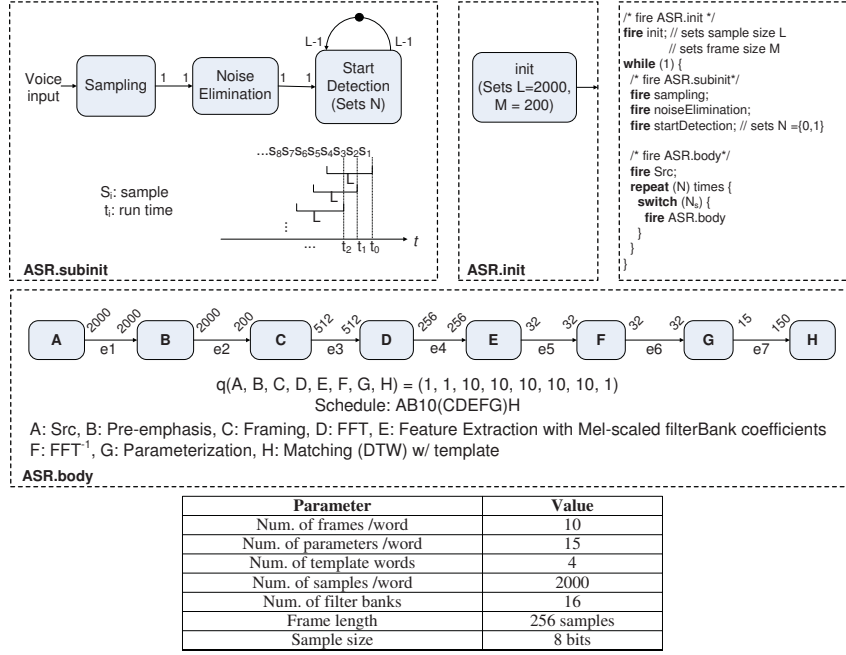 L-1
L-1
Voice input
Sampling
1
1
Noise Elimination
1
1
Start Detection (Sets N)
...S8S7S6S5S4S3S2S1
L
L
L
Si: sample
ti: run time
...
t2 t1 t0
t
ASR.subinit
init
(Sets L=2000,
M = 200)
ASR.init
/* fire ASR.init */
fire init; // sets sample size L
// sets frame size M
while (1) {
/* fire ASR.subinit*/
fire sampling;
fire noiseElimination;
fire startDetection; // sets N ={0,1}
/* fire ASR.body*/
fire Src;
repeat (N) times {
switch (Ns) {
fire ASR.body
}
}
}
A 2000 2000 B 2000 200 C 512 512 D 256 256 E 32 32 F 32 32 G 15 150 H
e1 e2 e3 e4 e5 e6 e7
q(A, B, C, D, E, F, G, H) = (1, 1, 10, 10, 10, 10, 10, 1)
Schedule: AB10(CDEFG)H
A: Src, B: Pre-emphasis, C: Framing, D: FFT, E: Feature Extraction with Mel-scaled filterBank coefficients
F: FFT-1, G: Parameterization, H: Matching (DTW) w/ template
ASR.body
Parameter Value
Num. of frames /word 10
Num. of parameters /word 15
Num. of template words 4
Num. of samples /word 2000
Num. of filter banks 16
Frame length 256 samples
Sample size 8 bits